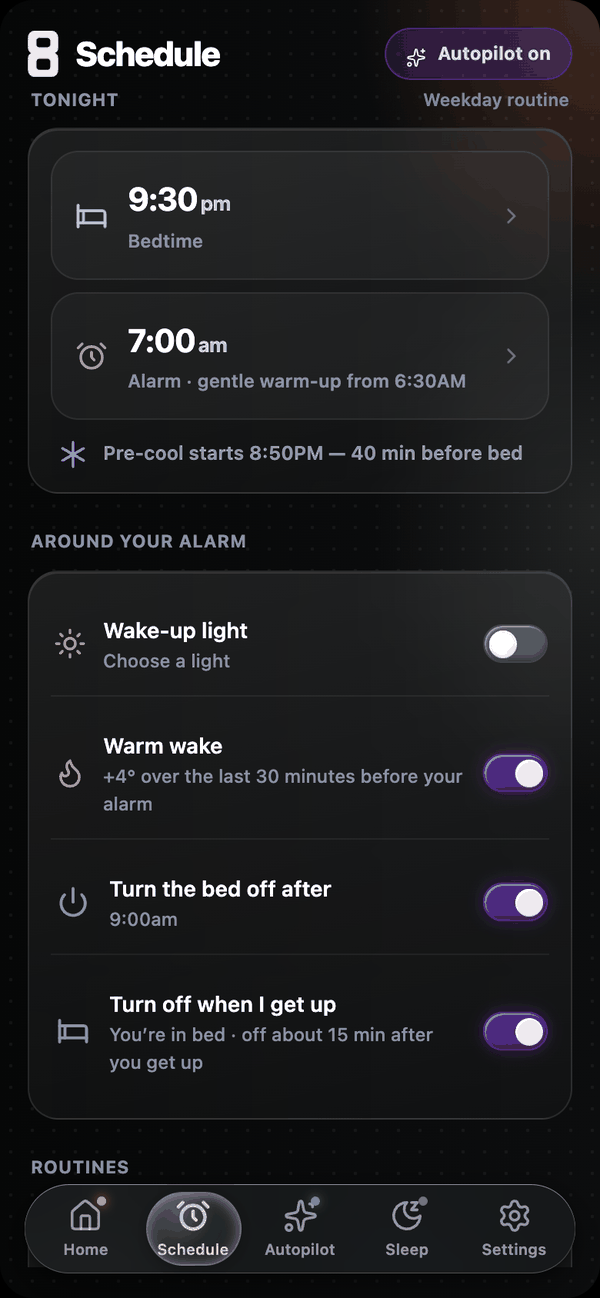 8 Schedule
Autopilot on
TONIGHT
Weekday routine
9:30pm
Bedtime
7:00am
Alarm · gentle warm-up from 6:30AM
Pre-cool starts 8:50PM — 40 min before bed
AROUND YOUR ALARM
Wake-up light
Choose a light
Warm wake
+4° over the last 30 minutes before your
alarm
Turn the bed off after
9:00am
Turn off when I get up
You’re in bed · off about 15 min after
you get up
ROUTINES
Home
Schedule
Autopilot
Sleep
Settings